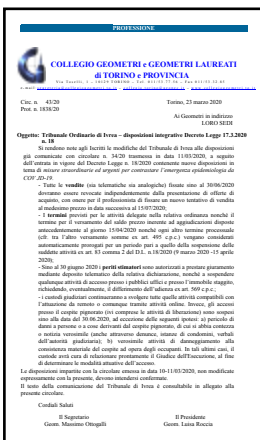 PROFESSIONE
COLLEGIO GEOMETRI e GEOMETRI LAUREATI
di TORINO e PROVINCIA
Circ. n. 43/20
Torino, 23 marzo 2020
Prot. n. 1838/20
Ai Geometri in indirizzo
LORO SEDI
Oggetto: Tribunale Ordinario di Ivrea – disposizioni integrative Decreto Legge 17.3.2020
n. 18
Si rendono note agli Iscritti le modifiche del Tribunale di Ivrea alle disposizioni
già comunicate con circolare n. 34/20 trasmessa in data 11/03/2020, a seguito
dell'entrata in vigore del Decreto Legge n. 18/2020 contenente nuove disposizioni in
tema di misure straordinarie ed urgenti per contrastare l'emergenza epidemiologica da
COVID-19.
- Tutte le vendite (sia telematiche sia analogiche) fissate sino al 30/06/2020
dovranno essere revocate indipendentemente dalla presentazione di offerte di
acquisto, con onere per il professionista di fissare un nuovo tentativo di vendita
al medesimo prezzo in data successiva al 15/07/2020;
- I termini previsti per le attività delegate nella relativa ordinanza nonché il
termine per il versamento del saldo prezzo inerente ad aggiudicazioni disposte
antecedentemente al giorno 15/04/2020 nonché ogni altro termine processuale
(cfr. tra l'altro versamento somme ex art. 495 c.p.c.) vengono considerati
automaticamente prorogati per un periodo pari a quello della sospensione delle
suddette attività ex art. 83 comma 2 del D.L. n. 18/2020 (9 marzo 2020 -15 aprile
2020);
- Sino al 30 giugno 2020 i periti stimatori sono autorizzati a prestare giuramento
mediante deposito telematico della relativa dichiarazione, nonché a sospendere
qualunque attività di accesso presso i pubblici uffici e presso l'immobile staggito,
richiedendo, eventualmente, il differimento dell'udienza ex art. 569 c.p.c.;
- i custodi giudiziari continueranno a svolgere tutte quelle attività compatibili con
l'attuazione da remoto o comunque tramite attività online. Invece, gli accessi
presso il cespite pignorato (ivi comprese le attività di liberazione) sono sospesi
sino alla data del 30.06.2020, ad eccezione delle seguenti ipotesi: a) pericolo di
danni a persone o a cose derivanti dal cespite pignorato, di cui si abbia contezza
o notizia verosimile (anche attraverso denunce, istanze di condomini, verbali
dell'autorità giudiziaria); b) verosimile attività di danneggiamento alla
consistenza materiale del cespite ad opera degli occupanti. In tali ultimi casi, il
custode avrà cura di relazionare prontamente il Giudice dell'Esecuzione, al fine
di determinare le modalità attuative dell'accesso.
Le disposizioni impartite con la circolare emessa in data 10-11/03/2020, non modificate
espressamente con la presente, devono intendersi confermate.
Il testo della comunicazione del Tribunale di Ivrea è consultabile in allegato alla
presente circolare.
Cordiali Saluti
Il Segretario
Il Presidente
Geom. Massimo Ottogalli
Geom. Luisa Roccia